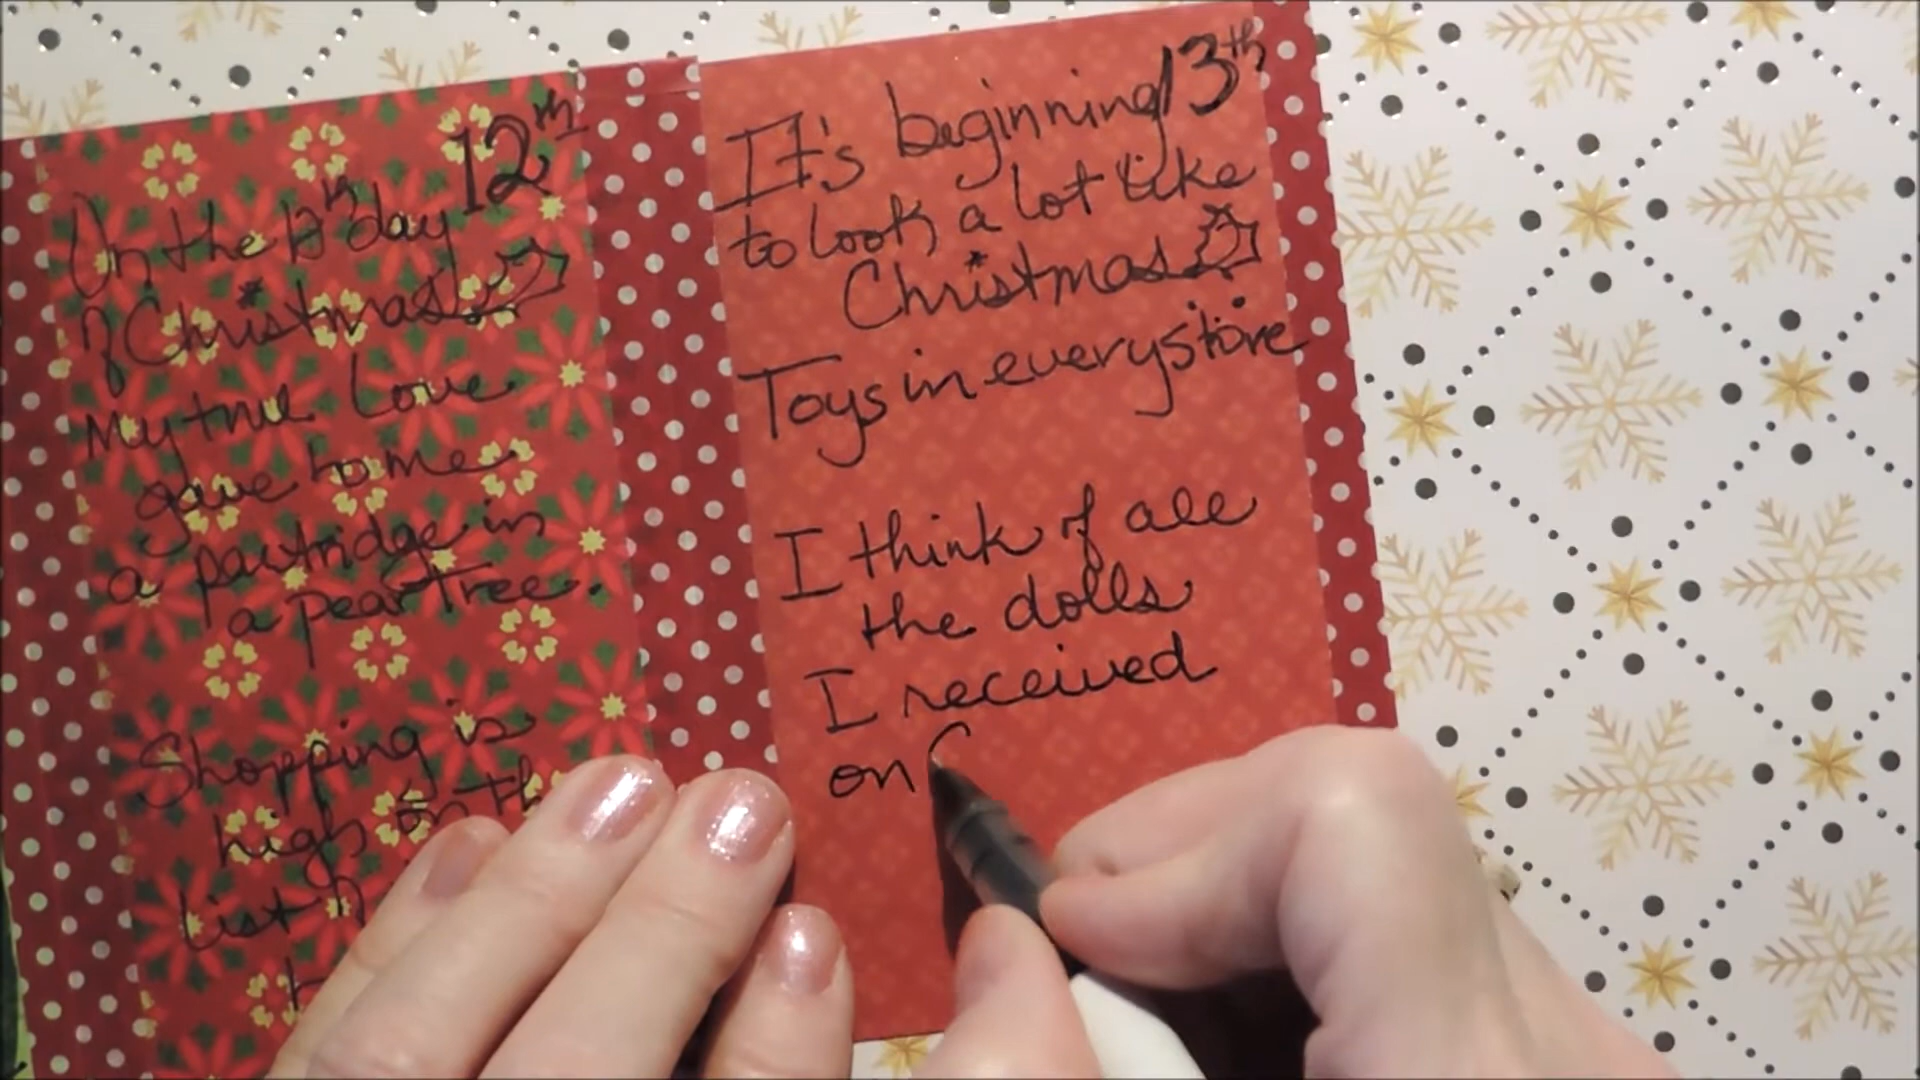 12th
On the 12th day
of Christmas
My true Love
gave to me
a partridge in
a pear Tree.
Shopping is
high on th
list
13th
It's beginning
to look a lot like
Christmas
Toys in every store
I think of all
the dolls
I received
on C